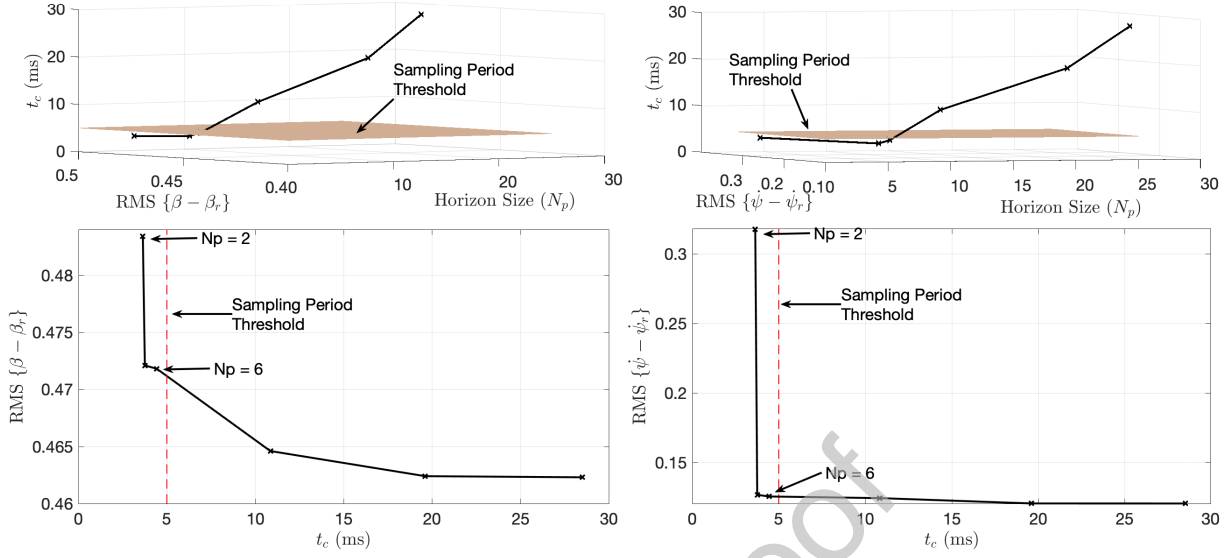 30
20
10
0
t_c (ms)
Sampling Period
Threshold
0.5
0.45
0.40
10
20
30
RMS {β − β_r}
Horizon Size (N_p)
30
20
10
0
t_c (ms)
Sampling Period
Threshold
0.3
0.2
0.10
5
10
15
20
25
30
RMS {ψ̇ − ψ̇_r}
Horizon Size (N_p)
0.48
0.475
0.47
0.465
0.46
RMS {β − β_r}
Np = 2
Sampling Period
Threshold
Np = 6
0
5
10
15
20
25
30
t_c (ms)
0.3
0.25
0.2
0.15
RMS {ψ̇ − ψ̇_r}
Np = 2
Sampling Period
Threshold
Np = 6
0
5
10
15
20
25
30
t_c (ms)